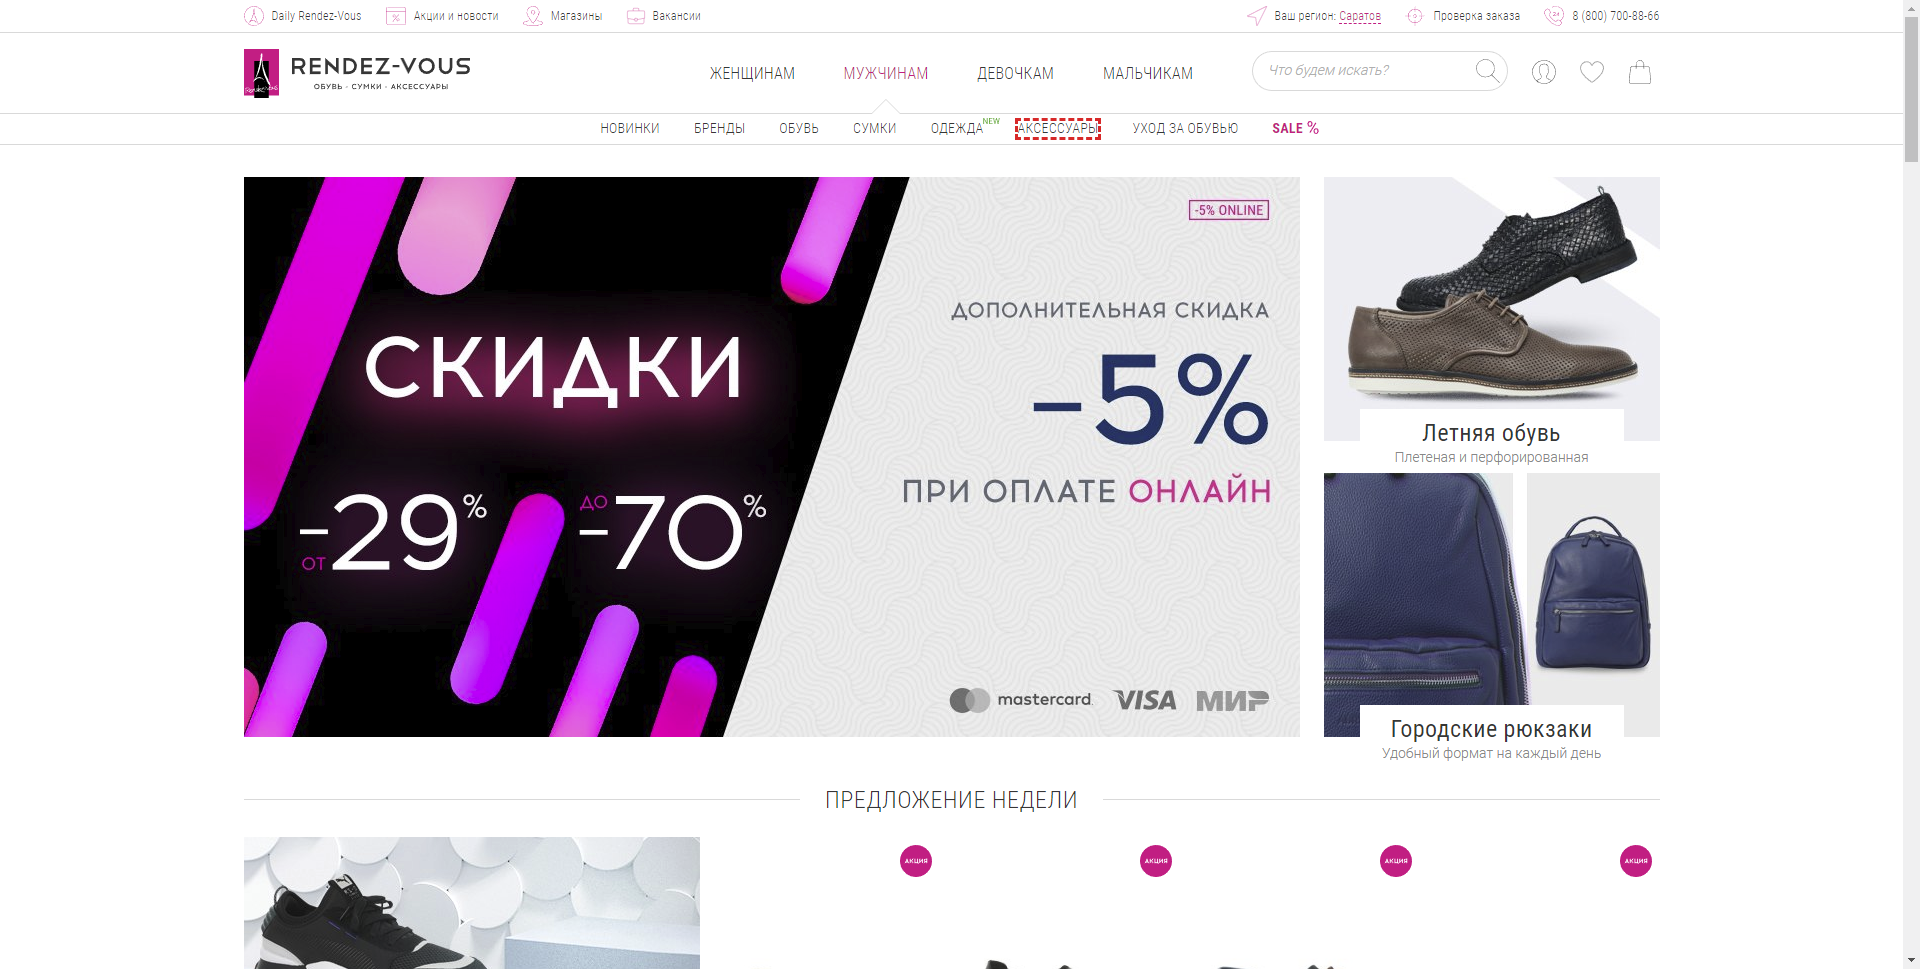 Daily Rendez-Vous
Акции и новости
Магазины
Вакансии
Ваш регион: Саратов
Проверка заказа
8 (800) 700-88-66
RENDEZ-VOUS
ОБУВЬ · СУМКИ · АКСЕССУАРЫ
ЖЕНЩИНАМ
МУЖЧИНАМ
ДЕВОЧКАМ
МАЛЬЧИКАМ
Что будем искать?
НОВИНКИ
БРЕНДЫ
ОБУВЬ
СУМКИ
ОДЕЖДА NEW
АКСЕССУАРЫ
УХОД ЗА ОБУВЬЮ
SALE %
СКИДКИ
ОТ -29%
ДО -70%
-5% ONLINE
ДОПОЛНИТЕЛЬНАЯ СКИДКА
-5%
ПРИ ОПЛАТЕ ОНЛАЙН
mastercard.
VISA
МИР
Летняя обувь
Плетеная и перфорированная
Городские рюкзаки
Удобный формат на каждый день
ПРЕДЛОЖЕНИЕ НЕДЕЛИ
АКЦИЯ
АКЦИЯ
АКЦИЯ
АКЦИЯ